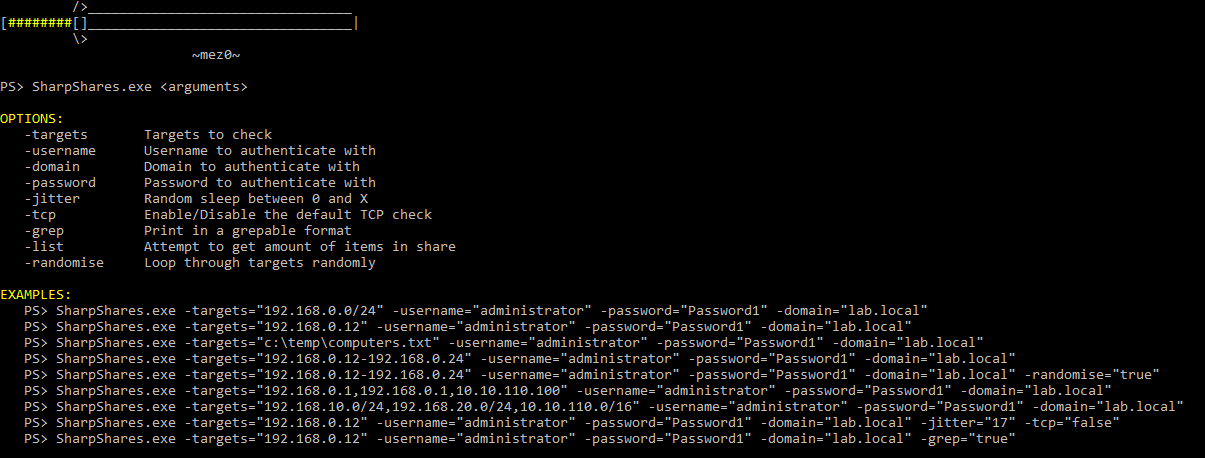 />_________________________________
[########[]_________________________________|
\>
~mez0~
PS> SharpShares.exe <arguments>
OPTIONS:
-targets Targets to check
-username Username to authenticate with
-domain Domain to authenticate with
-password Password to authenticate with
-jitter Random sleep between 0 and X
-tcp Enable/Disable the default TCP check
-grep Print in a grepable format
-list Attempt to get amount of items in share
-randomise Loop through targets randomly
EXAMPLES:
PS> SharpShares.exe -targets="192.168.0.0/24" -username="administrator" -password="Password1" -domain="lab.local"
PS> SharpShares.exe -targets="192.168.0.12" -username="administrator" -password="Password1" -domain="lab.local"
PS> SharpShares.exe -targets="c:\temp\computers.txt" -username="administrator" -password="Password1" -domain="lab.local"
PS> SharpShares.exe -targets="192.168.0.12-192.168.0.24" -username="administrator" -password="Password1" -domain="lab.local"
PS> SharpShares.exe -targets="192.168.0.12-192.168.0.24" -username="administrator" -password="Password1" -domain="lab.local" -randomise="true"
PS> SharpShares.exe -targets="192.168.0.1,192.168.0.1,10.10.110.100" -username="administrator" -password="Password1" -domain="lab.local"
PS> SharpShares.exe -targets="192.168.10.0/24,192.168.20.0/24,10.10.110.0/16" -username="administrator" -password="Password1" -domain="lab.local"
PS> SharpShares.exe -targets="192.168.0.12" -username="administrator" -password="Password1" -domain="lab.local" -jitter="17" -tcp="false"
PS> SharpShares.exe -targets="192.168.0.12" -username="administrator" -password="Password1" -domain="lab.local" -grep="true"